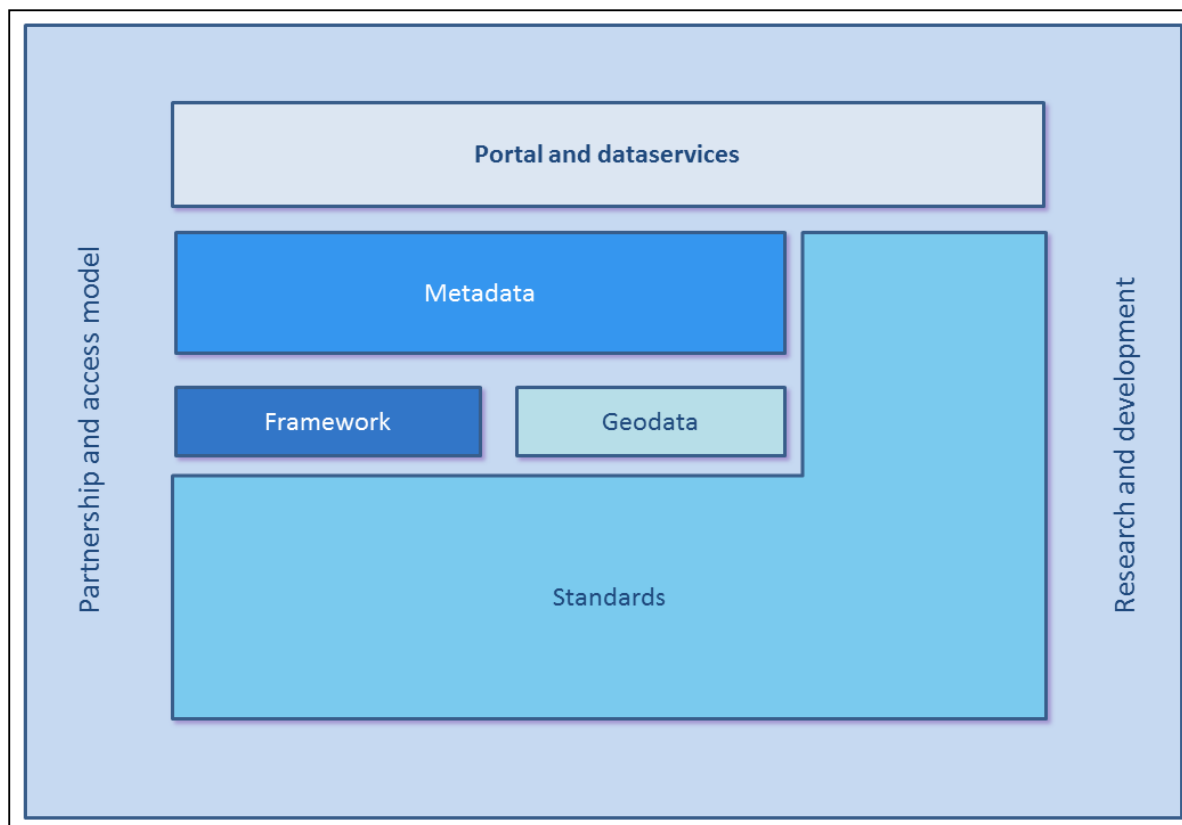 Portal and dataservices
Partnership and access model
Metadata
Research and development
Framework
Geodata
Standards